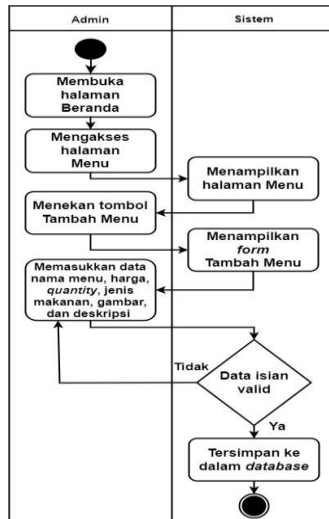 Admin
Sistem
Membuka
halaman
Beranda
Mengakses
halaman
Menu
Menampilkan
halaman Menu
Menekan tombol
Tambah Menu
Menampilkan
form
Tambah Menu
Memasukkan data
nama menu, harga,
quantity, jenis
makanan, gambar,
dan deskripsi
Tidak
Data isian
valid
Ya
Tersimpan ke
dalam database